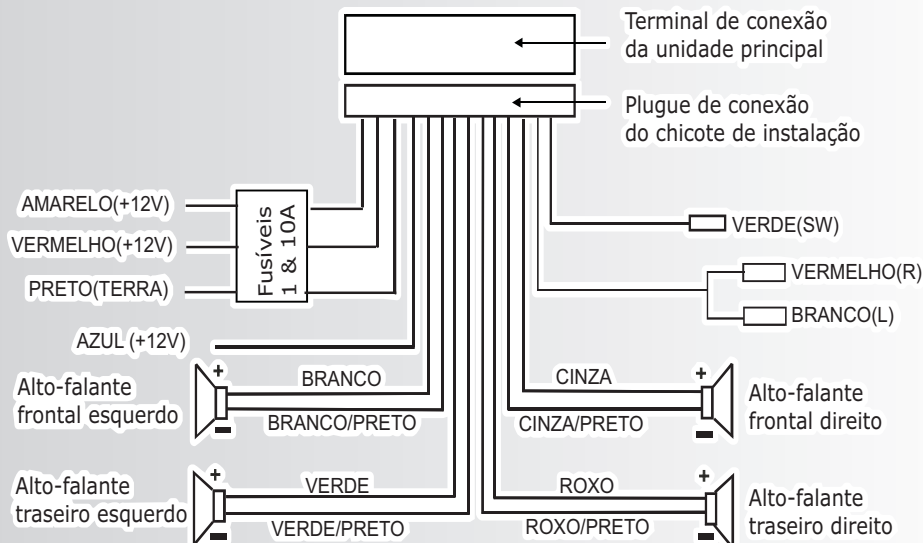 Terminal de conexão
da unidade principal
Plugue de conexão
do chicote de instalação
AMARELO(+12V)
VERMELHO(+12V)
PRETO(TERRA)
Fusíveis
1 & 10A
AZUL (+12V)
VERDE(SW)
VERMELHO(R)
BRANCO(L)
Alto-falante
frontal esquerdo
+
BRANCO
BRANCO/PRETO
CINZA
CINZA/PRETO
+
Alto-falante
frontal direito
Alto-falante
traseiro esquerdo
+
VERDE
VERDE/PRETO
ROXO
ROXO/PRETO
+
Alto-falante
traseiro direito